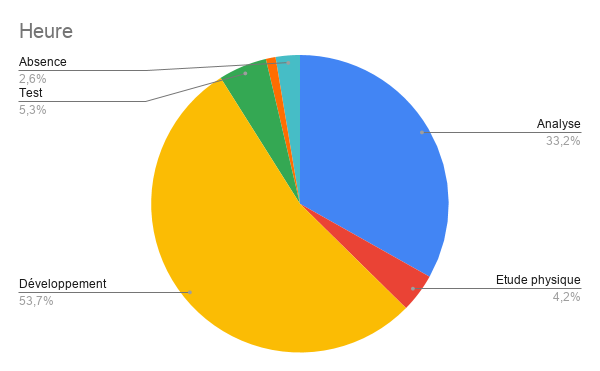 Heure
Absence
2,6%
Test
5,3%
Analyse
33,2%
Etude physique
4,2%
Développement
53,7%